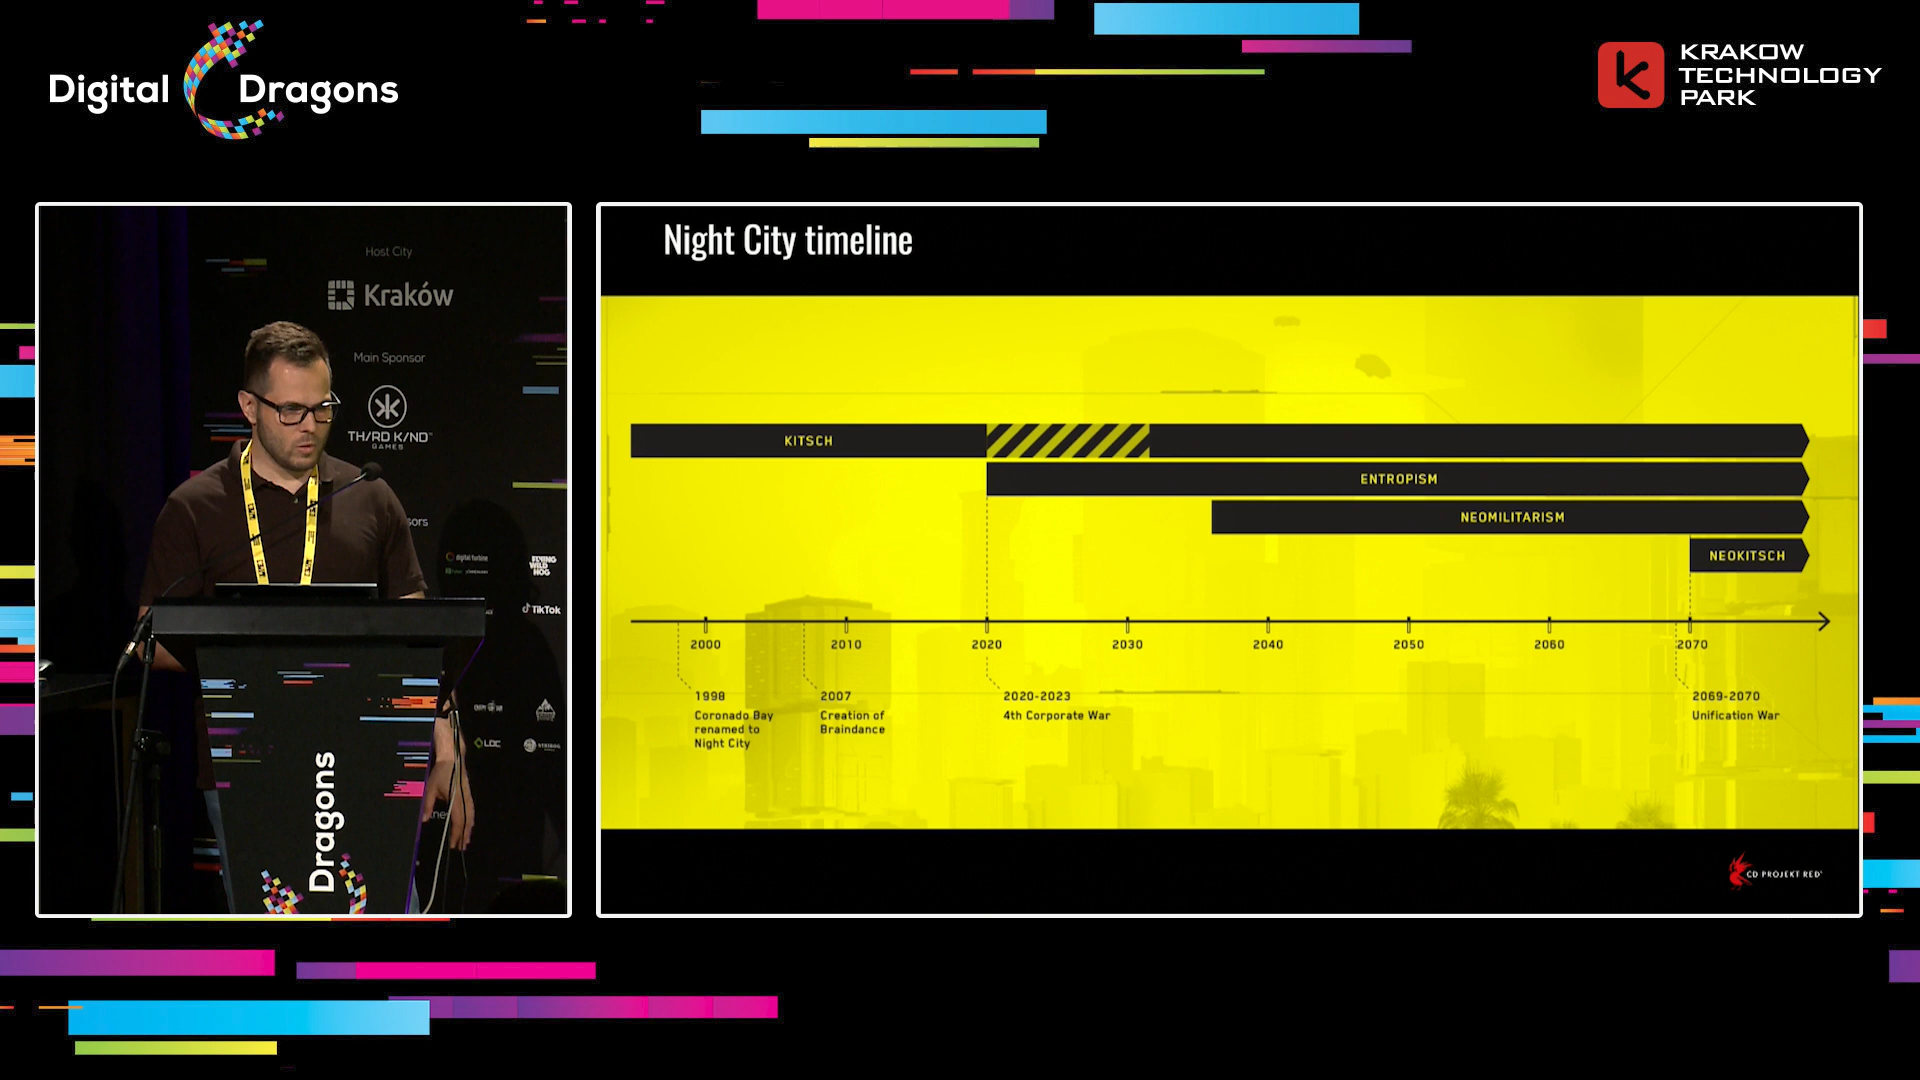 Digital Dragons
KRAKOW
TECHNOLOGY
PARK
Host City
Kraków
Main Sponsor
TH/RD K/ND
GAMES
sors
digital turbine
FLYING
WILD
HOG
TikTok
LDC
Dragons
Night City timeline
KITSCH
ENTROPISM
NEOMILITARISM
NEOKITSCH
2000 2010 2020 2030 2040 2050 2060 2070
1998
Coronado Bay
renamed to
Night City
2007
Creation of
Braindance
2020-2023
4th Corporate War
2069-2070
Unification War
CD PROJEKT RED